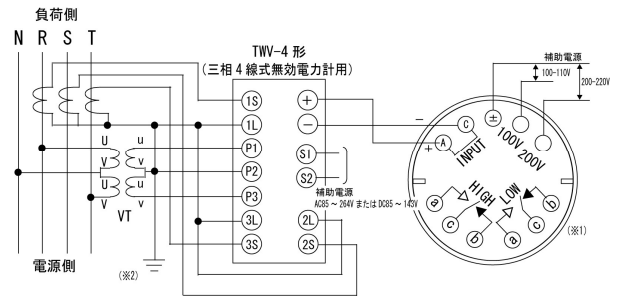 負荷側
N R S T
TWV-4 形
(三相4線式無効電力計用)
補助電源
100-110V
200-220V
1S
1L
P1
P2
P3
3L
3S
+
−
S1
S2
補助電源
AC85～264V または DC85～143V
2L
2S
U
u
V
v
U
u
V
v
VT
(※2)
電源側
−
+
A
C
±
INPUT
100V
200V
HIGH
LOW
a
c
b
a
c
b
(※1)